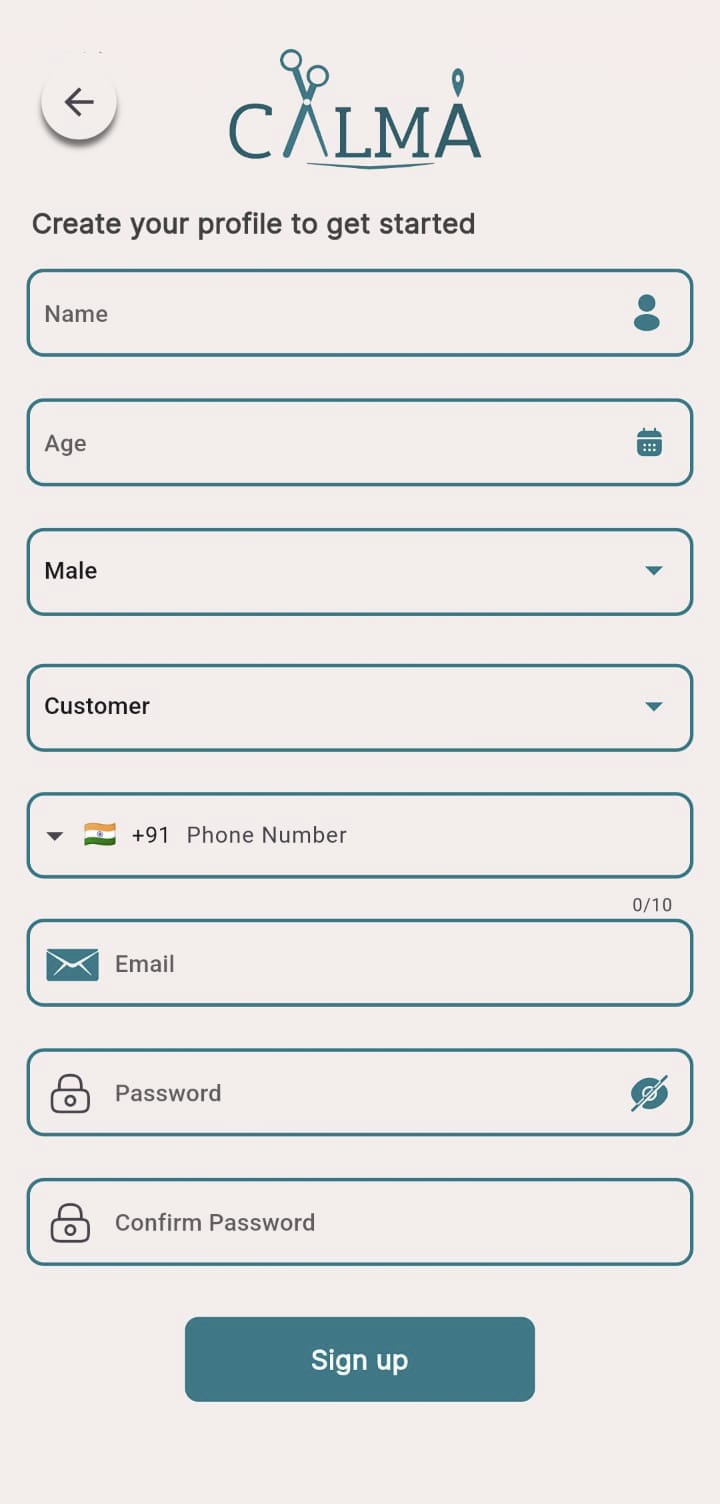 CALMA
Create your profile to get started
Name
Age
Male
Customer
+91 Phone Number
0/10
Email
Password
Confirm Password
Sign up